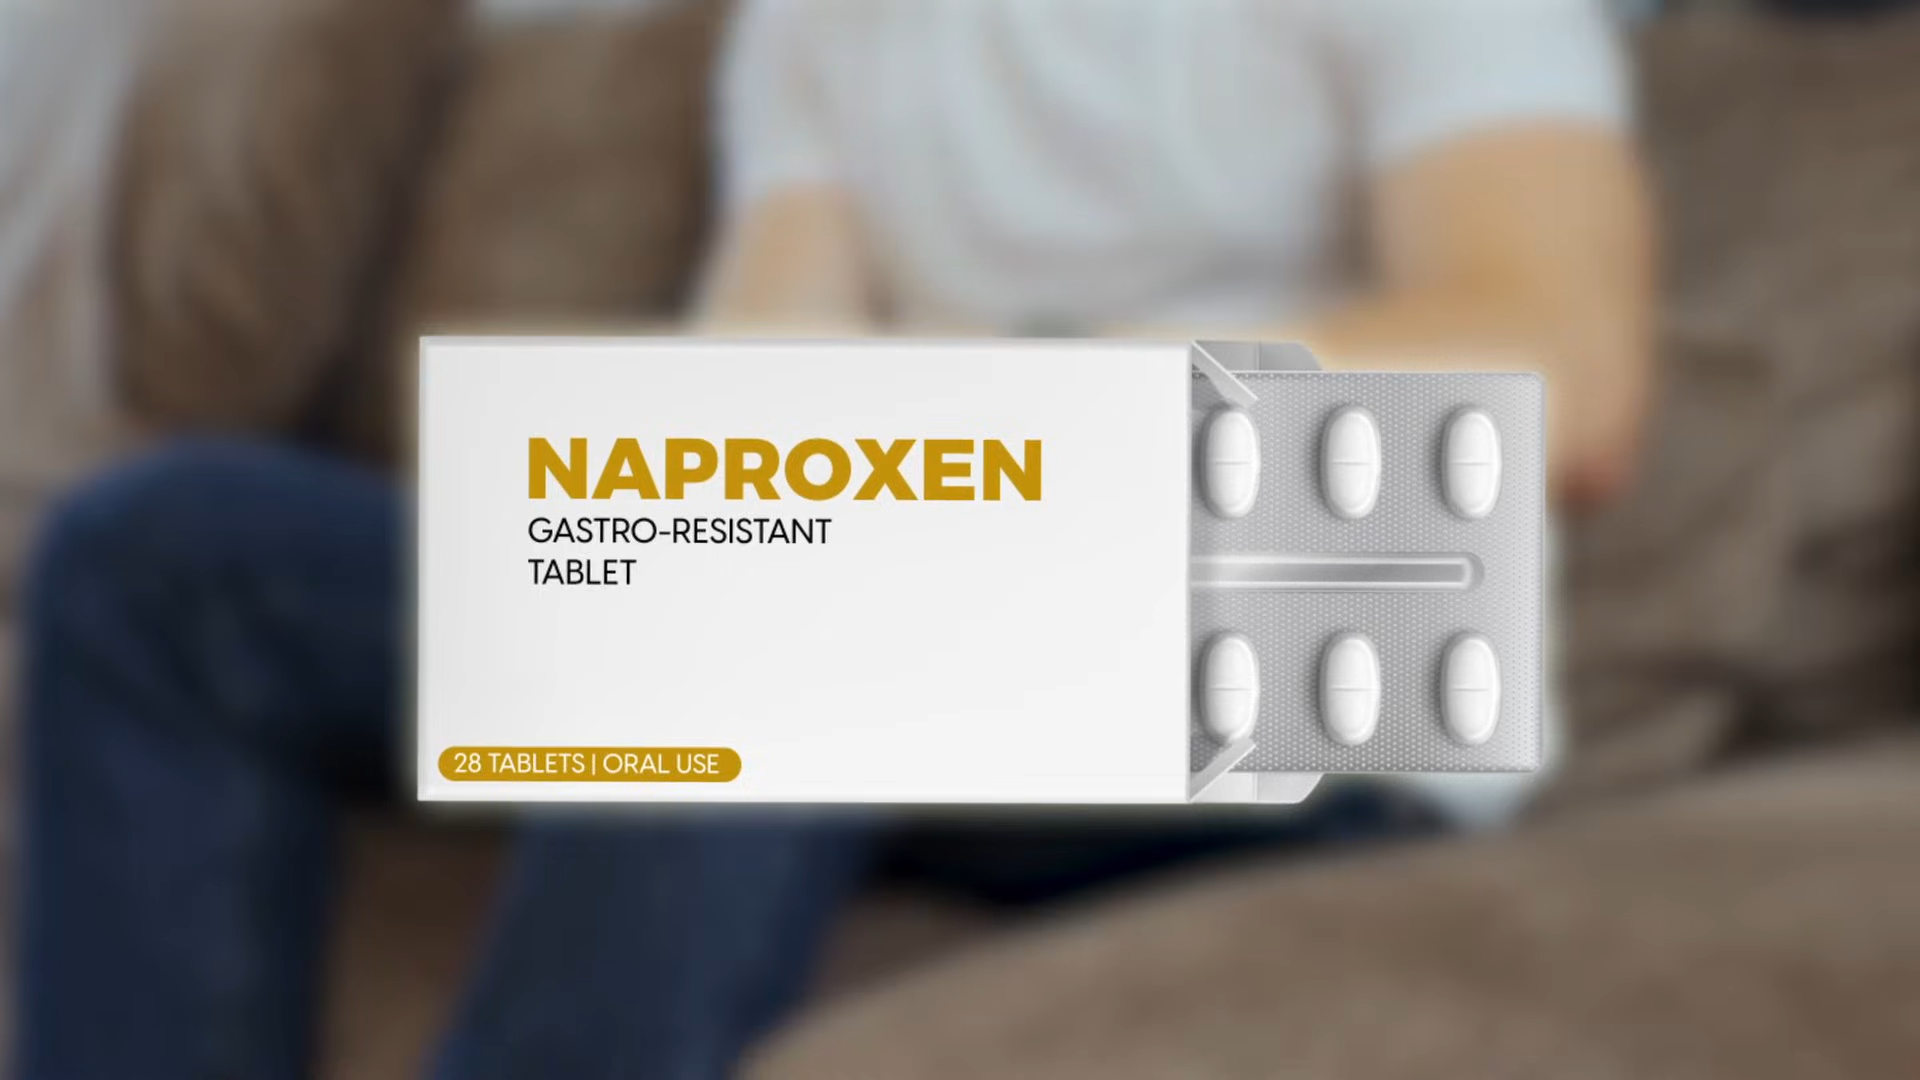 NAPROXEN
GASTRO-RESISTANT
TABLET
28 TABLETS | ORAL USE